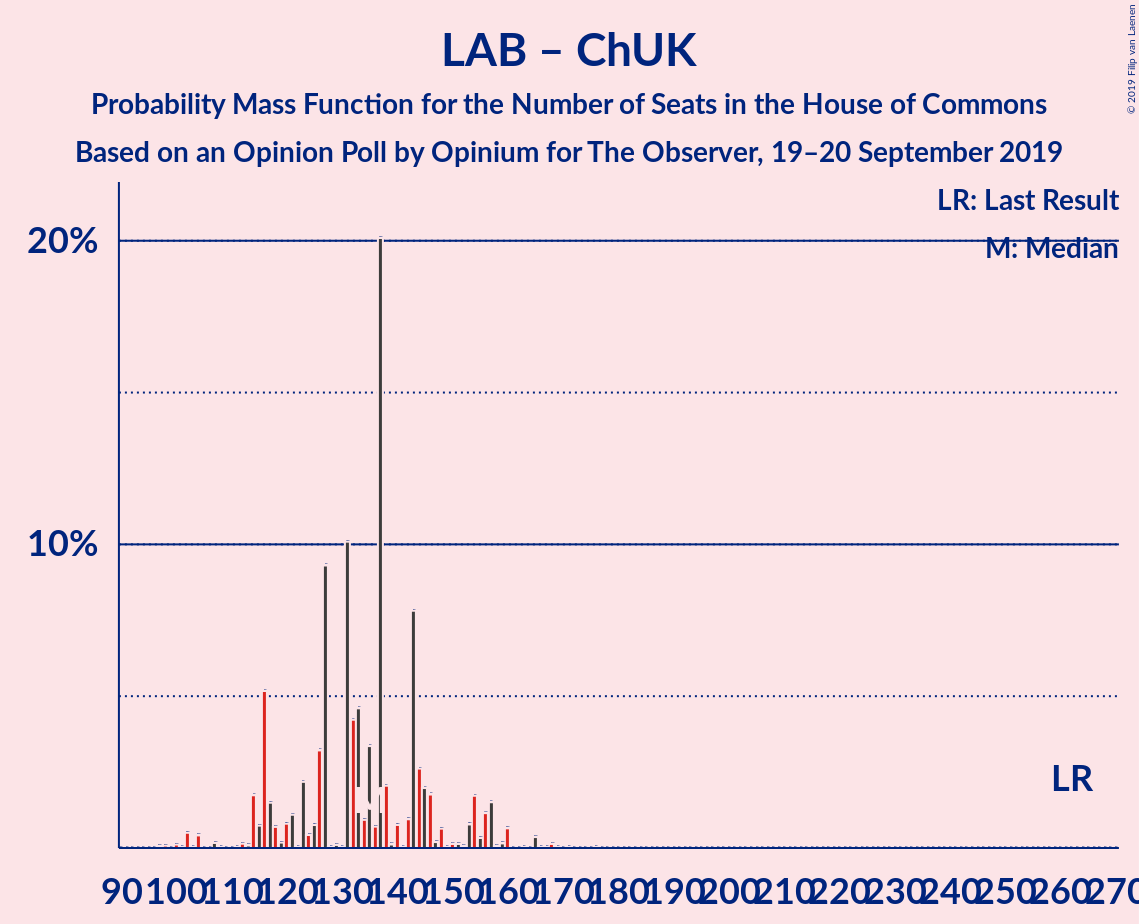 LAB – ChUK
Probability Mass Function for the Number of Seats in the House of Commons
Based on an Opinion Poll by Opinium for The Observer, 19–20 September 2019
© 2019 Filip van Laenen
LR: Last Result
M: Median
20%
10%
LR
90 100 110 120 130 140 150 160 170 180 190 200 210 220 230 240 250 260 270